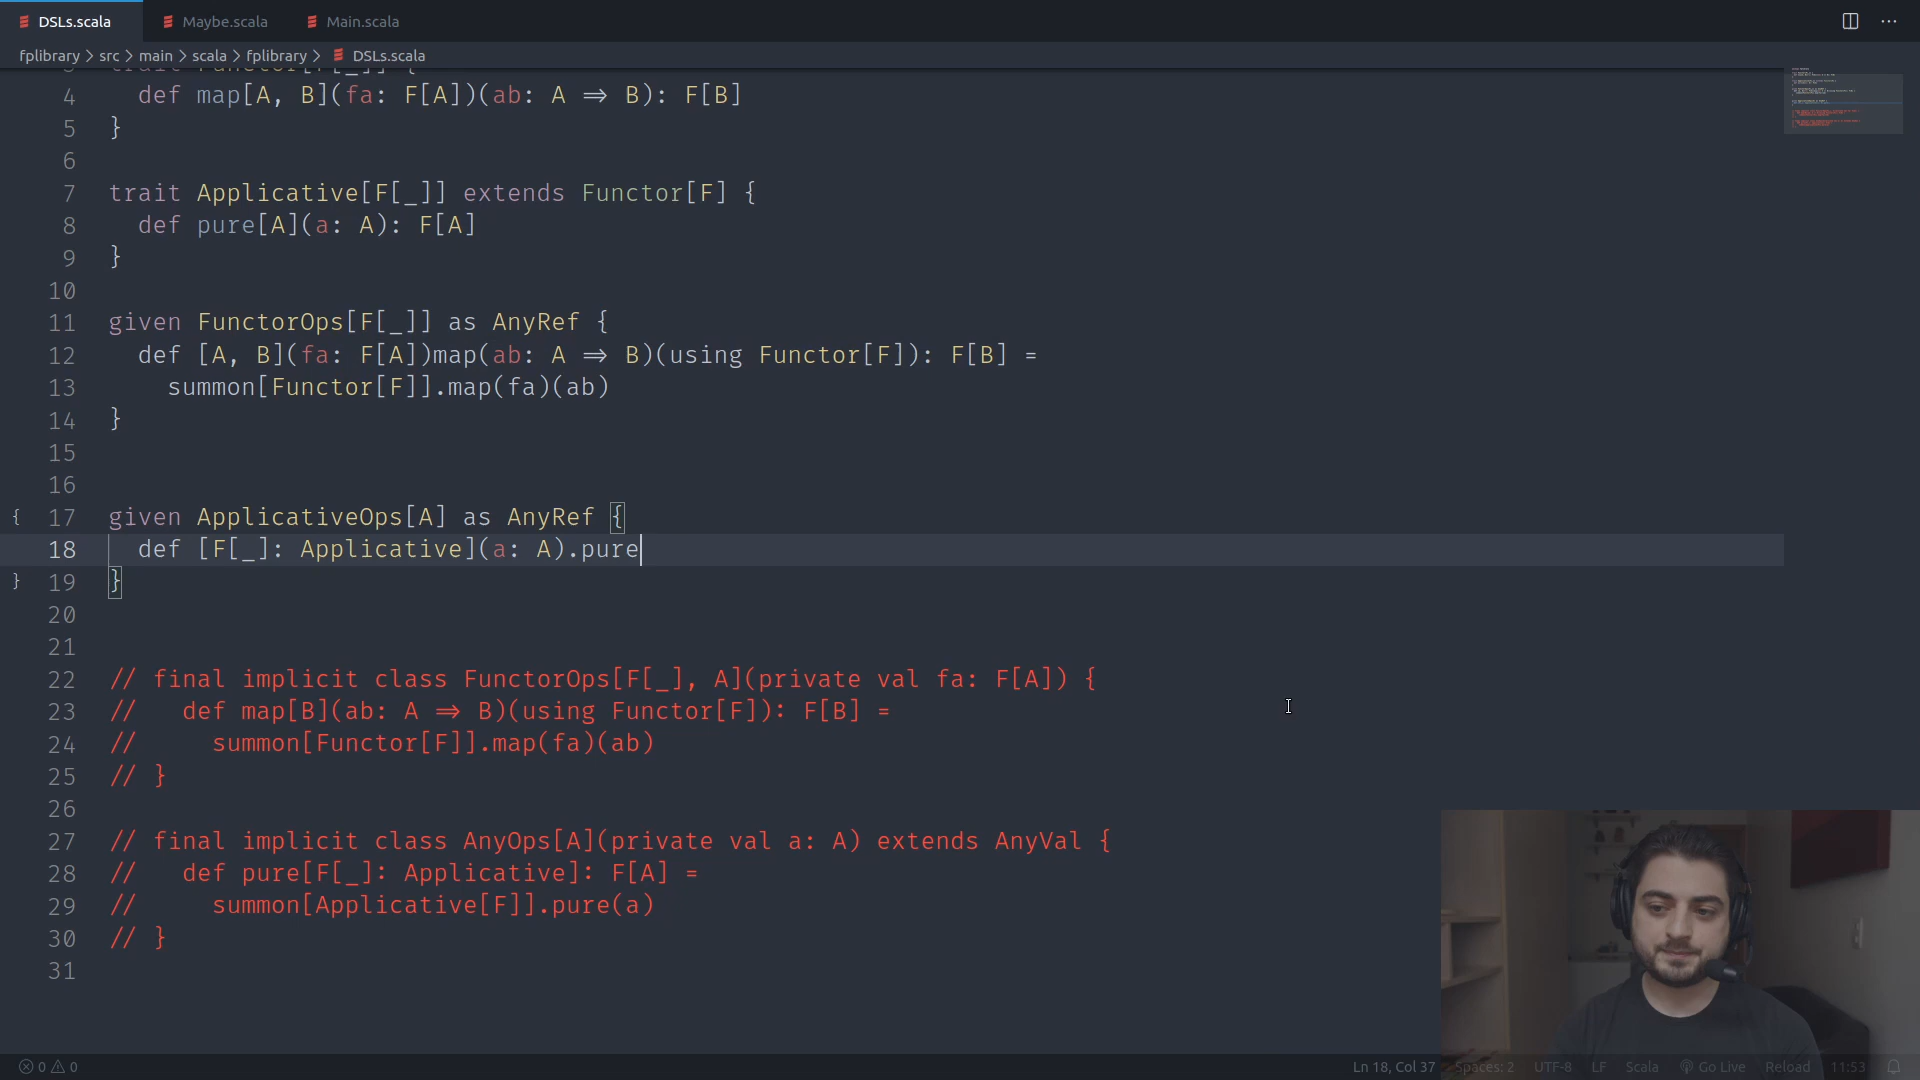 DSLs.scala Maybe.scala Main.scala
fplibrary > src > main > scala > fplibrary > DSLs.scala
4 def map[A, B](fa: F[A])(ab: A ⇒ B): F[B]
5 }
6
7 trait Applicative[F[_]] extends Functor[F] {
8 def pure[A](a: A): F[A]
9 }
10
11 given FunctorOps[F[_]] as AnyRef {
12 def [A, B](fa: F[A])map(ab: A ⇒ B)(using Functor[F]): F[B] =
13 summon[Functor[F]].map(fa)(ab)
14 }
15
16
{ 17 given ApplicativeOps[A] as AnyRef {
18 def [F[_]: Applicative](a: A).pure
} 19 }
20
21
22 // final implicit class FunctorOps[F[_], A](private val fa: F[A]) {
23 // def map[B](ab: A ⇒ B)(using Functor[F]): F[B] =
24 // summon[Functor[F]].map(fa)(ab)
25 // }
26
27 // final implicit class AnyOps[A](private val a: A) extends AnyVal {
28 // def pure[F[_]: Applicative]: F[A] =
29 // summon[Applicative[F]].pure(a)
30 // }
31
0 0 Ln 18, Col 37 Spaces: 2 UTF-8 LF Scala Go Live Reload 11:53